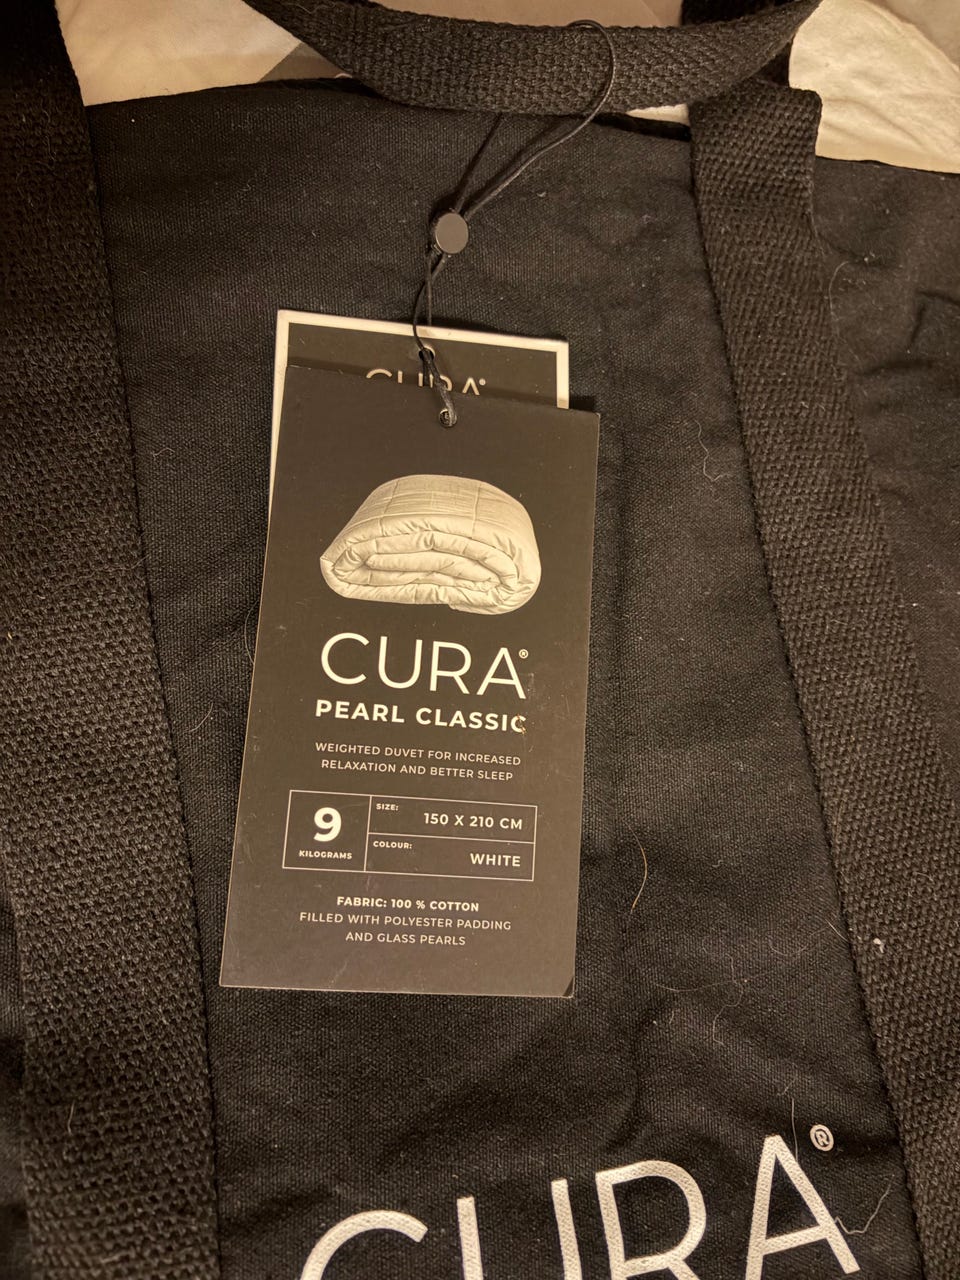 CURA®
CURA®
PEARL CLASSIC
WEIGHTED DUVET FOR INCREASED
RELAXATION AND BETTER SLEEP
9
KILOGRAMS
SIZE:
150 X 210 CM
COLOUR:
WHITE
FABRIC: 100 % COTTON
FILLED WITH POLYESTER PADDING
AND GLASS PEARLS
CURA®